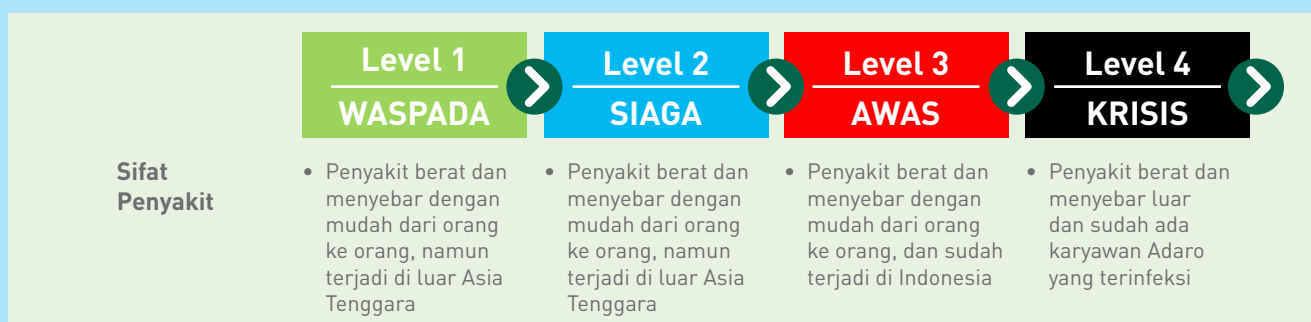 Level 1
WASPADA
Level 2
SIAGA
Level 3
AWAS
Level 4
KRISIS
Sifat
Penyakit
• Penyakit berat dan
menyebar dengan
mudah dari orang
ke orang, namun
terjadi di luar Asia
Tenggara
• Penyakit berat dan
menyebar dengan
mudah dari orang
ke orang, namun
terjadi di luar Asia
Tenggara
• Penyakit berat dan
menyebar dengan
mudah dari orang
ke orang, dan sudah
terjadi di Indonesia
• Penyakit berat dan
menyebar luar
dan sudah ada
karyawan Adaro
yang terinfeksi